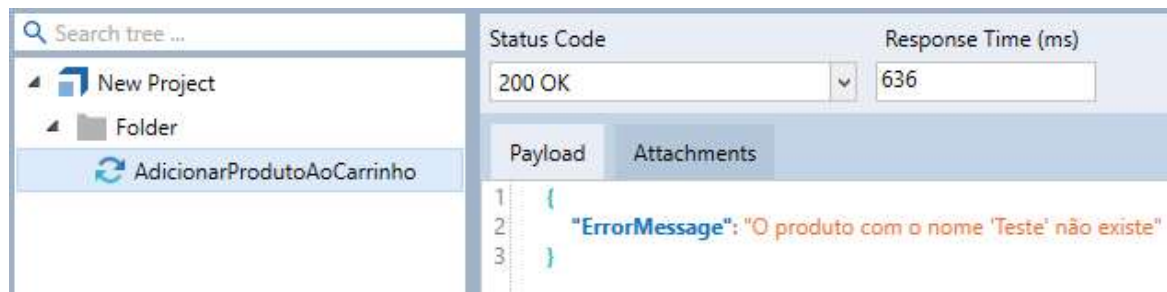 Search tree ...
New Project
Folder
AdicionarProdutoAoCarrinho
Status Code
Response Time (ms)
200 OK
636
Payload
Attachments
1 {
2 "ErrorMessage": "O produto com o nome 'Teste' não existe"
3 }